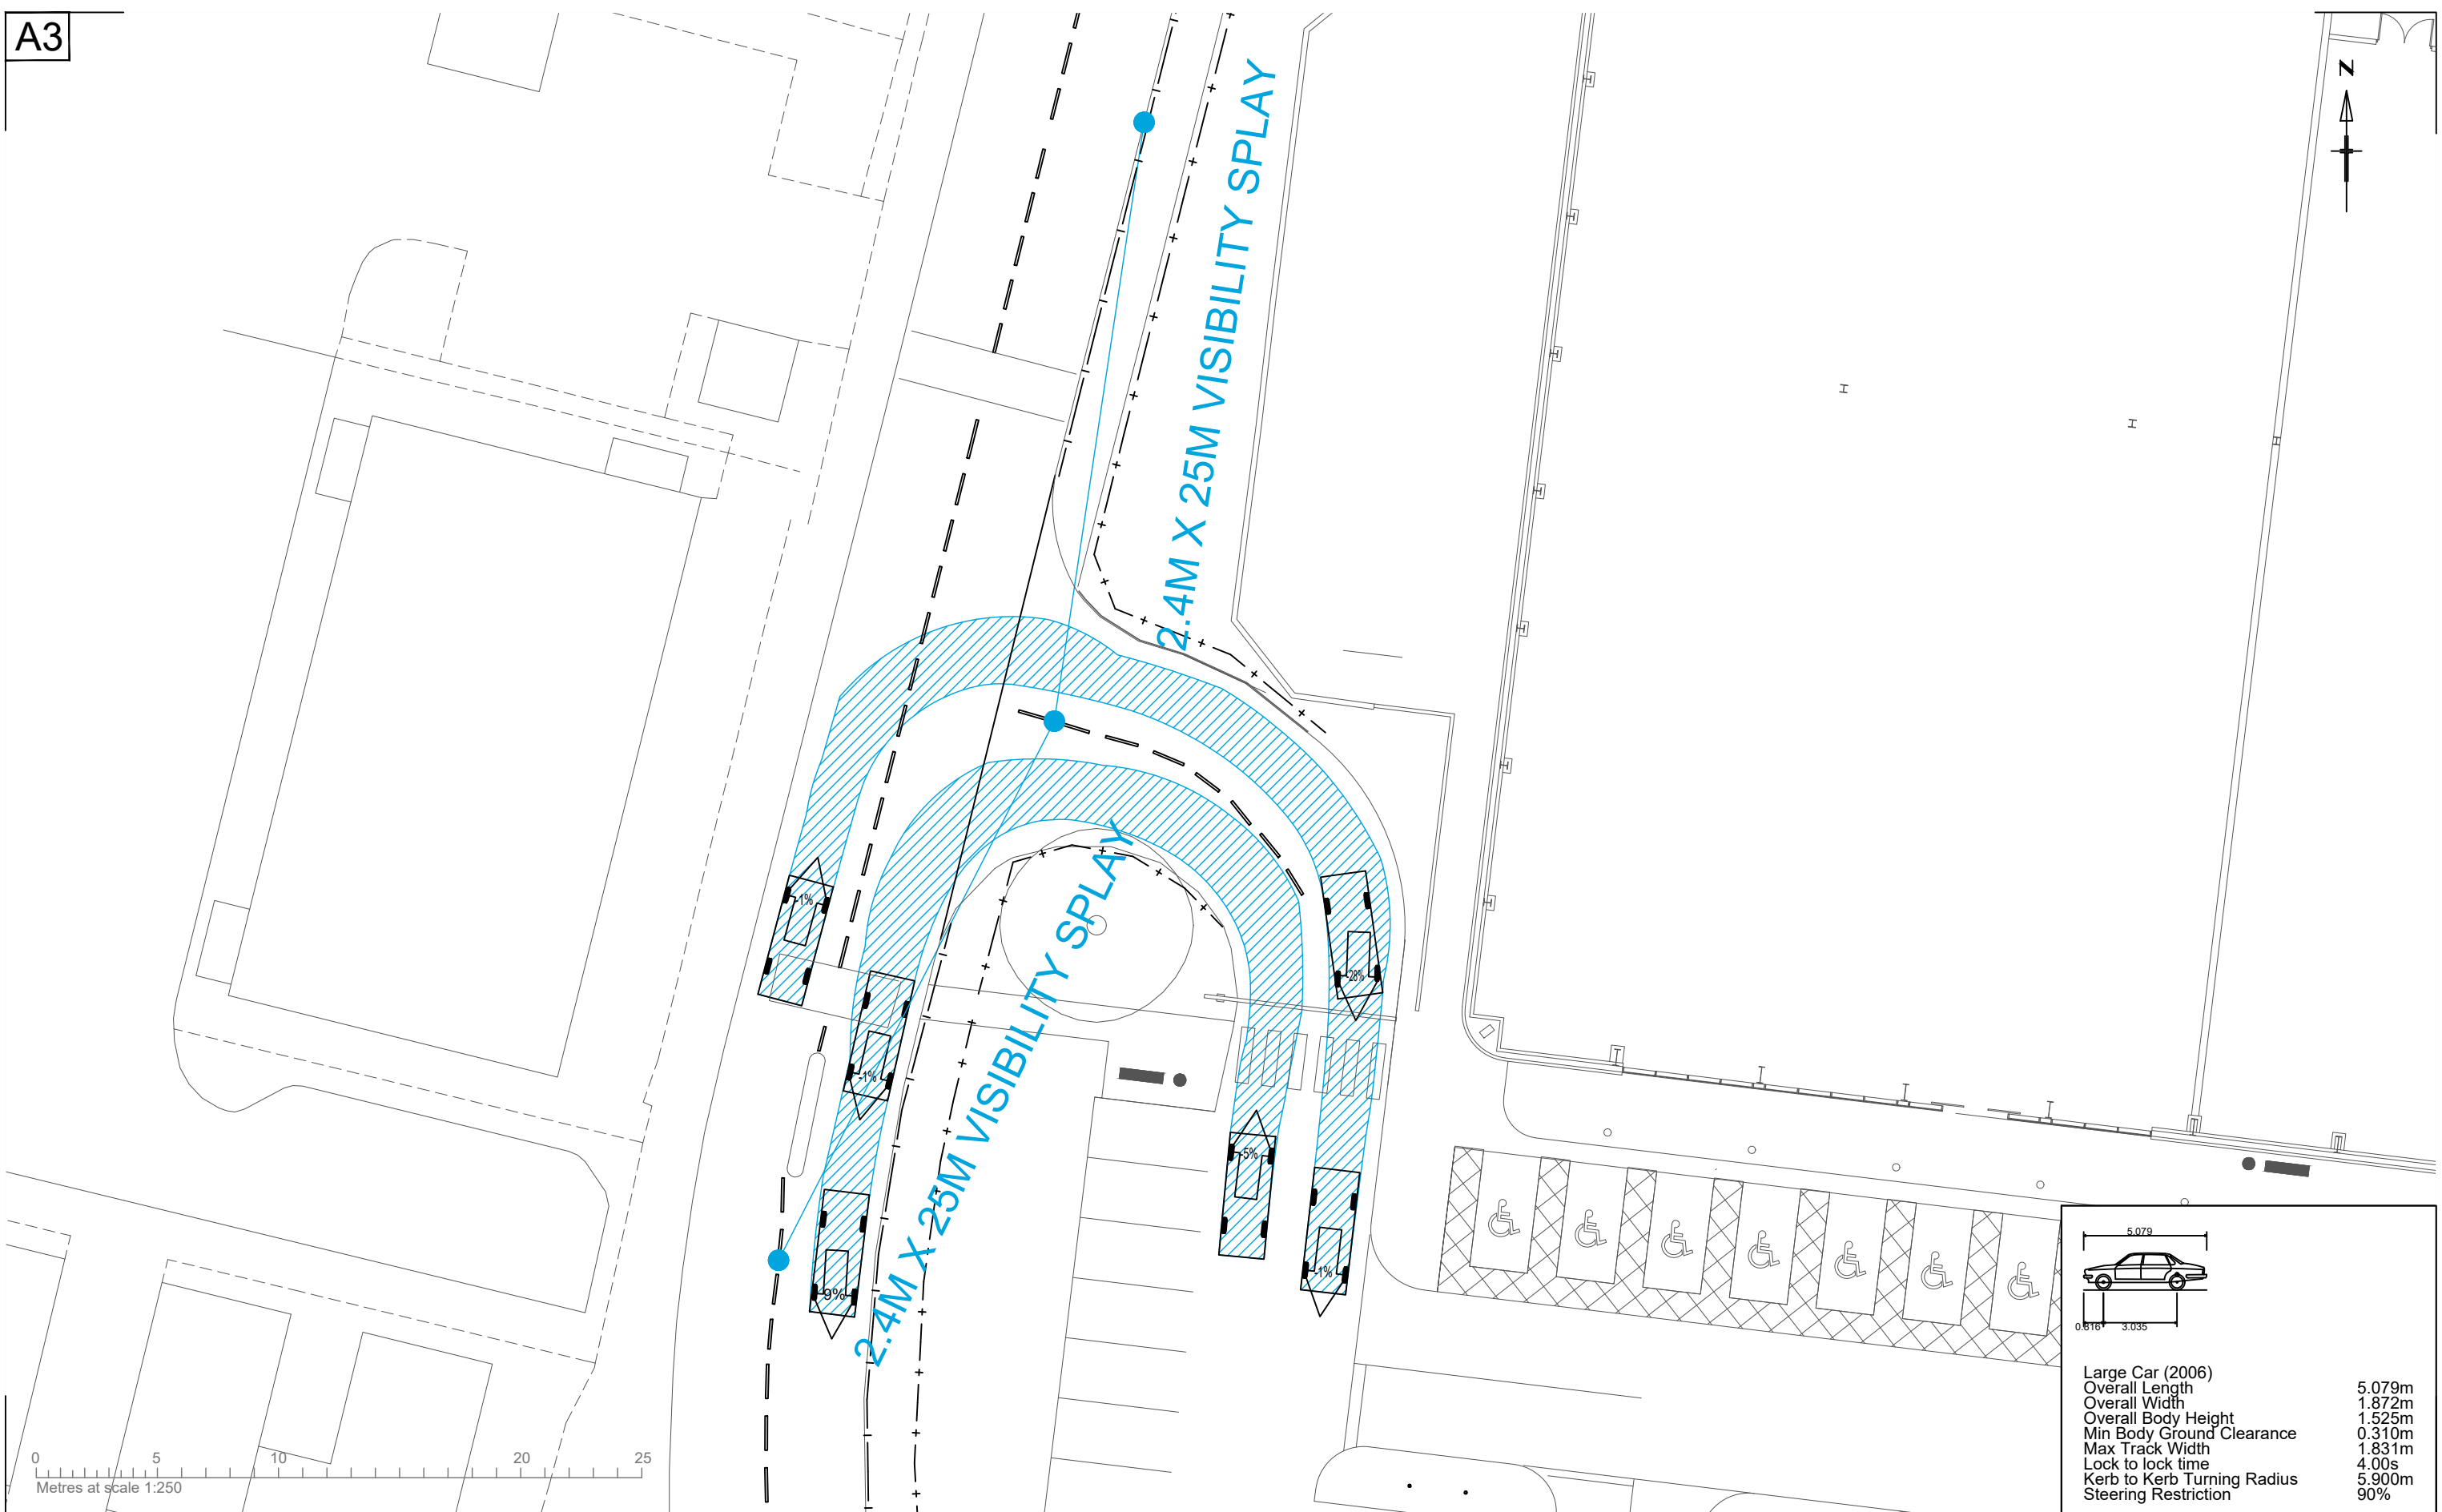 A3
N
2.4M X 25M VISIBILITY SPLAY
2.4M X 25M VISIBILITY SPLAY
-1%
-1%
-28%
-5%
-1%
-9%
0 5 10 20 25
Metres at scale 1:250
5.079
0.816 3.035
Large Car (2006)
Overall Length 5.079m
Overall Width 1.872m
Overall Body Height 1.525m
Min Body Ground Clearance 0.310m
Max Track Width 1.831m
Lock to lock time 4.00s
Kerb to Kerb Turning Radius 5.900m
Steering Restriction 90%